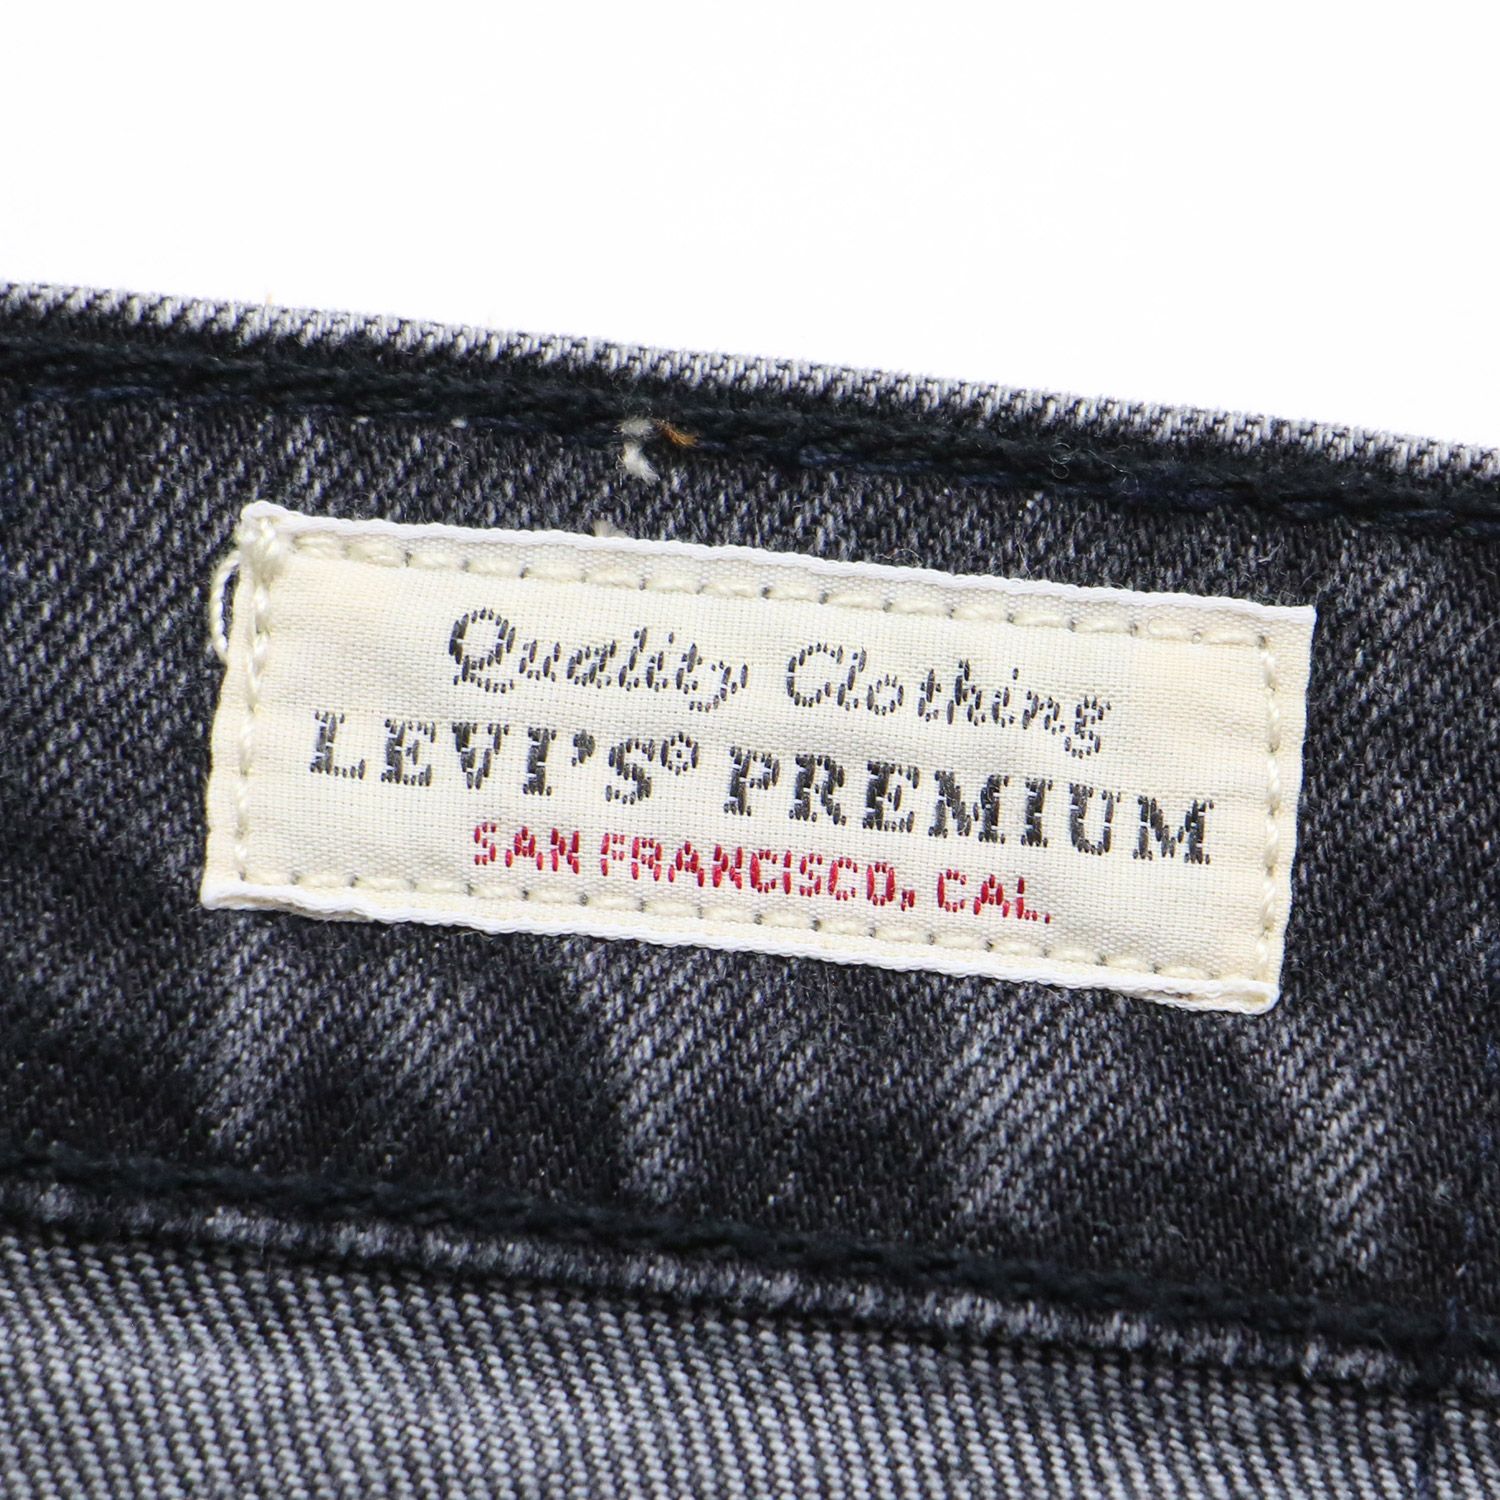 Quality Clothing
LEVI'S® PREMIUM
SAN FRANCISCO, CAL.